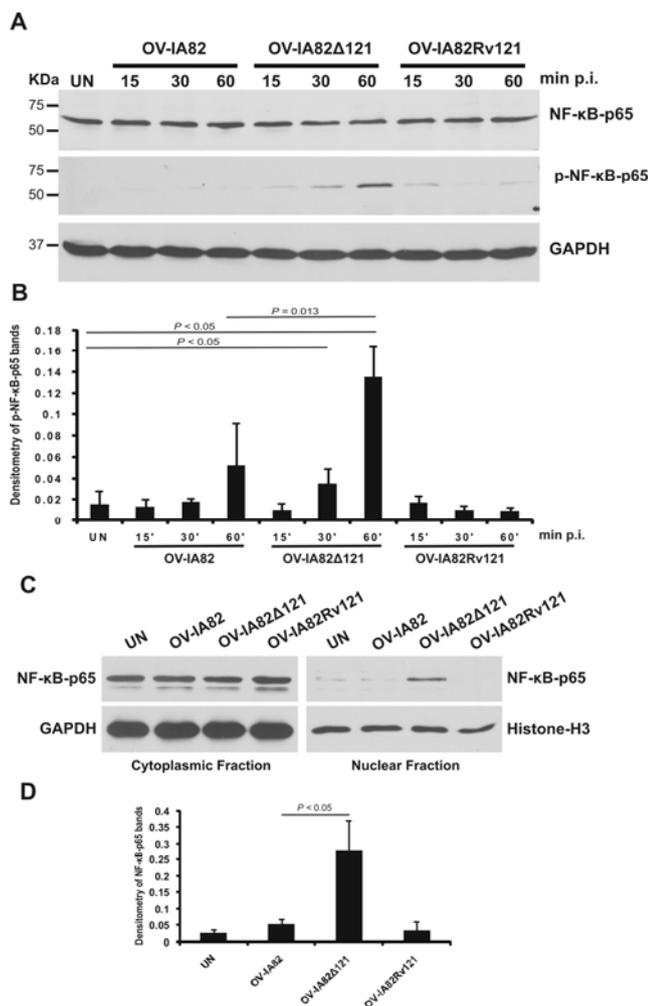 A
OV-IA82 OV-IA82Δ121 OV-IA82Rv121
KDa UN 15 30 60 15 30 60 15 30 60 min p.i.
75
50
NF-κB-p65
75
50
p-NF-κB-p65
37
GAPDH
B
P = 0.013
P < 0.05
P < 0.05
Densitometry of p-NF-κB-p65 bands
0.18
0.16
0.14
0.12
0.1
0.08
0.06
0.04
0.02
0
UN 15' 30' 60' 15' 30' 60' 15' 30' 60' min p.i.
OV-IA82 OV-IA82Δ121 OV-IA82Rv121
C
UN OV-IA82 OV-IA82Δ121 OV-IA82Rv121 UN OV-IA82 OV-IA82Δ121 OV-IA82Rv121
NF-κB-p65 NF-κB-p65
GAPDH Histone-H3
Cytoplasmic Fraction Nuclear Fraction
D
P < 0.05
Densitometry of NF-κB-p65 bands
0.4
0.35
0.3
0.25
0.2
0.15
0.1
0.05
0
UN OV-IA82 OV-IA82Δ121 OV-IA82Rv121